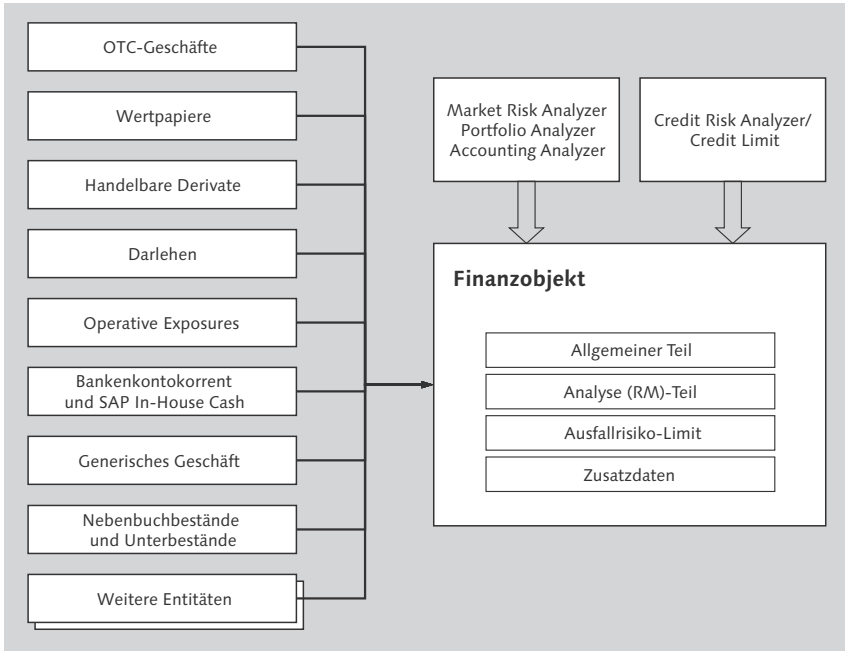 OTC-Geschäfte
Wertpapiere
Handelbare Derivate
Darlehen
Operative Exposures
Bankenkontokorrent
und SAP In-House Cash
Generisches Geschäft
Nebenbuchbestände
und Unterbestände
Weitere Entitäten
Market Risk Analyzer
Portfolio Analyzer
Accounting Analyzer
Credit Risk Analyzer/
Credit Limit
Finanzobjekt
Allgemeiner Teil
Analyse (RM)-Teil
Ausfallrisiko-Limit
Zusatzdaten